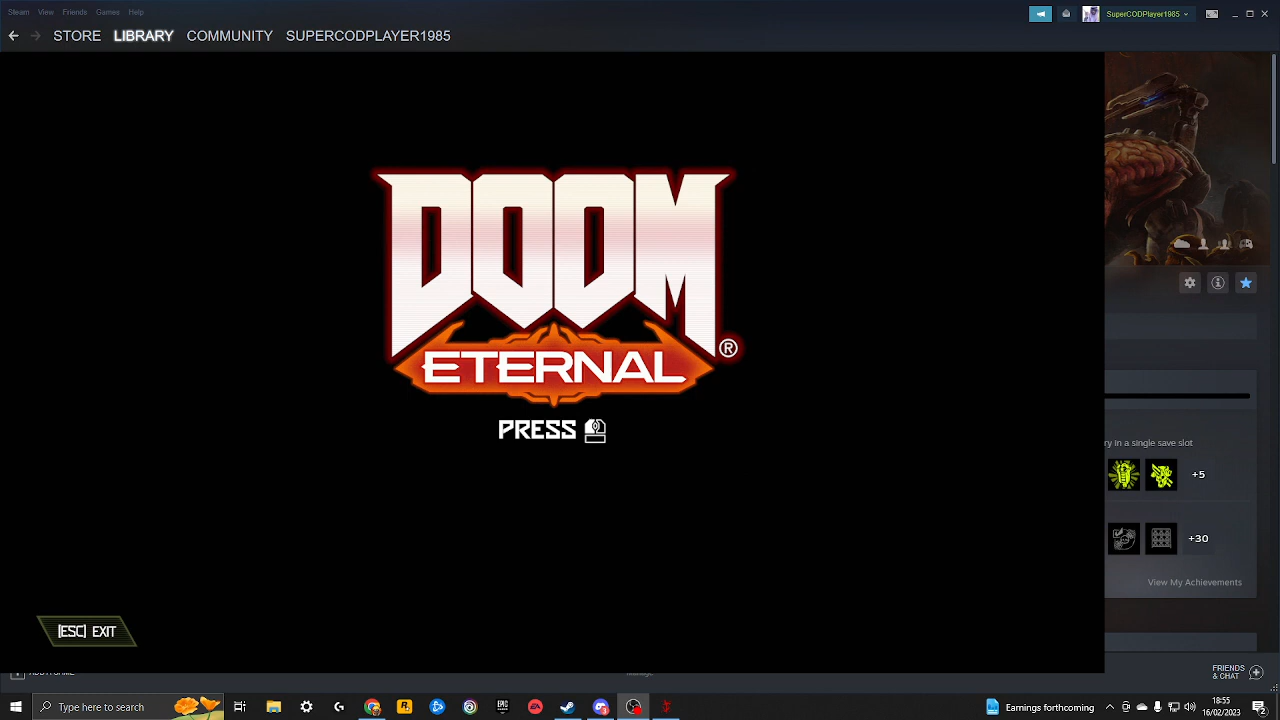 Steam View Friends Games Help
SuperCODPlayer1985
STORE LIBRARY COMMUNITY SUPERCODPLAYER1985
DOOM
ETERNAL
®
PRESS
[ESC] EXIT
ry in a single save slot
+5
+30
View My Achievements
FRIENDS
& CHAT
Type here to search
EPIC
EA
Earnings forthcoming
18:55
16/02/2023